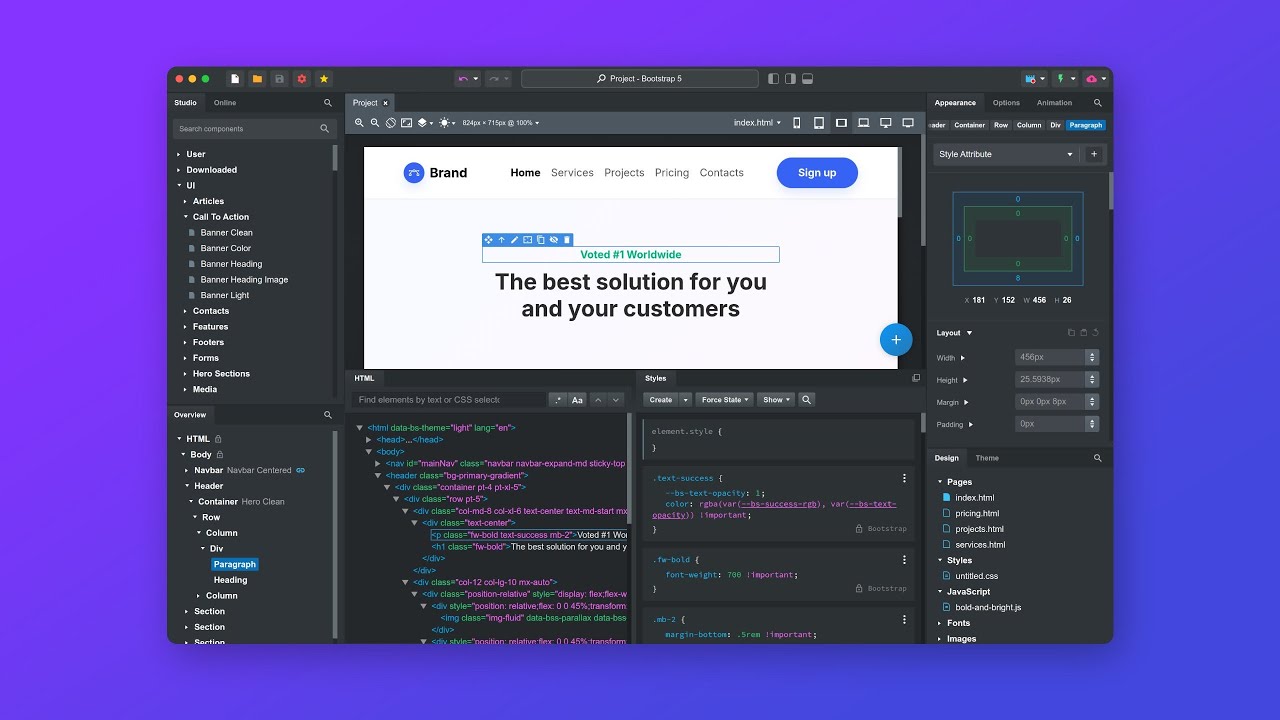 Project - Bootstrap 5
Studio Online
Search components
User
Downloaded
UI
Articles
Call To Action
Banner Clean
Banner Color
Banner Heading
Banner Heading Image
Banner Light
Contacts
Features
Footers
Forms
Hero Sections
Media
Overview
HTML
Body
Navbar Navbar Centered
Header
Container Hero Clean
Row
Column
Div
Paragraph
Heading
Column
Section
Section
Section
Project
824px × 715px @ 100%
index.html
Brand
Home Services Projects Pricing Contacts
Sign up
Voted #1 Worldwide
The best solution for you
and your customers
HTML
Find elements by text or CSS selecto
.* Aa
<html data-bs-theme="light" lang="en">
<head>...</head>
<body>
<nav id="mainNav" class="navbar navbar-expand-md sticky-top
<header class="bg-primary-gradient">
<div class="container pt-4 pt-xl-5">
<div class="row pt-5">
<div class="col-md-8 col-xl-6 text-center text-md-start mx
<div class="text-center">
<p class="fw-bold text-success mb-2">Voted #1 Wor
<h1 class="fw-bold">The best solution for you and y
</div>
</div>
<div class="col-12 col-lg-10 mx-auto">
<div class="position-relative" style="display: flex;flex-w
<div style="position: relative;flex: 0 0 45%;transform
<img class="img-fluid" data-bss-parallax data-bss
</div>
<div style="position: relative;flex: 0 0 45%;transform
Styles
Create Force State Show
element.style {
}
.text-success {
--bs-text-opacity: 1;
color: rgba(var(--bs-success-rgb), var(--bs-text-
opacity)) !important;
}
Bootstrap
.fw-bold {
font-weight: 700 !important;
}
Bootstrap
.mb-2 {
margin-bottom: .5rem !important;
Appearance Options Animation
eader Container Row Column Div Paragraph
Style Attribute
+
0
0
0 0 0 0
0
8
X 181 Y 152 W 456 H 26
Layout
Width 456px
Height 25.5938px
Margin 0px 0px 8px
Padding 0px
Design Theme
Pages
index.html
pricing.html
projects.html
services.html
Styles
untitled.css
JavaScript
bold-and-bright.js
Fonts
Images